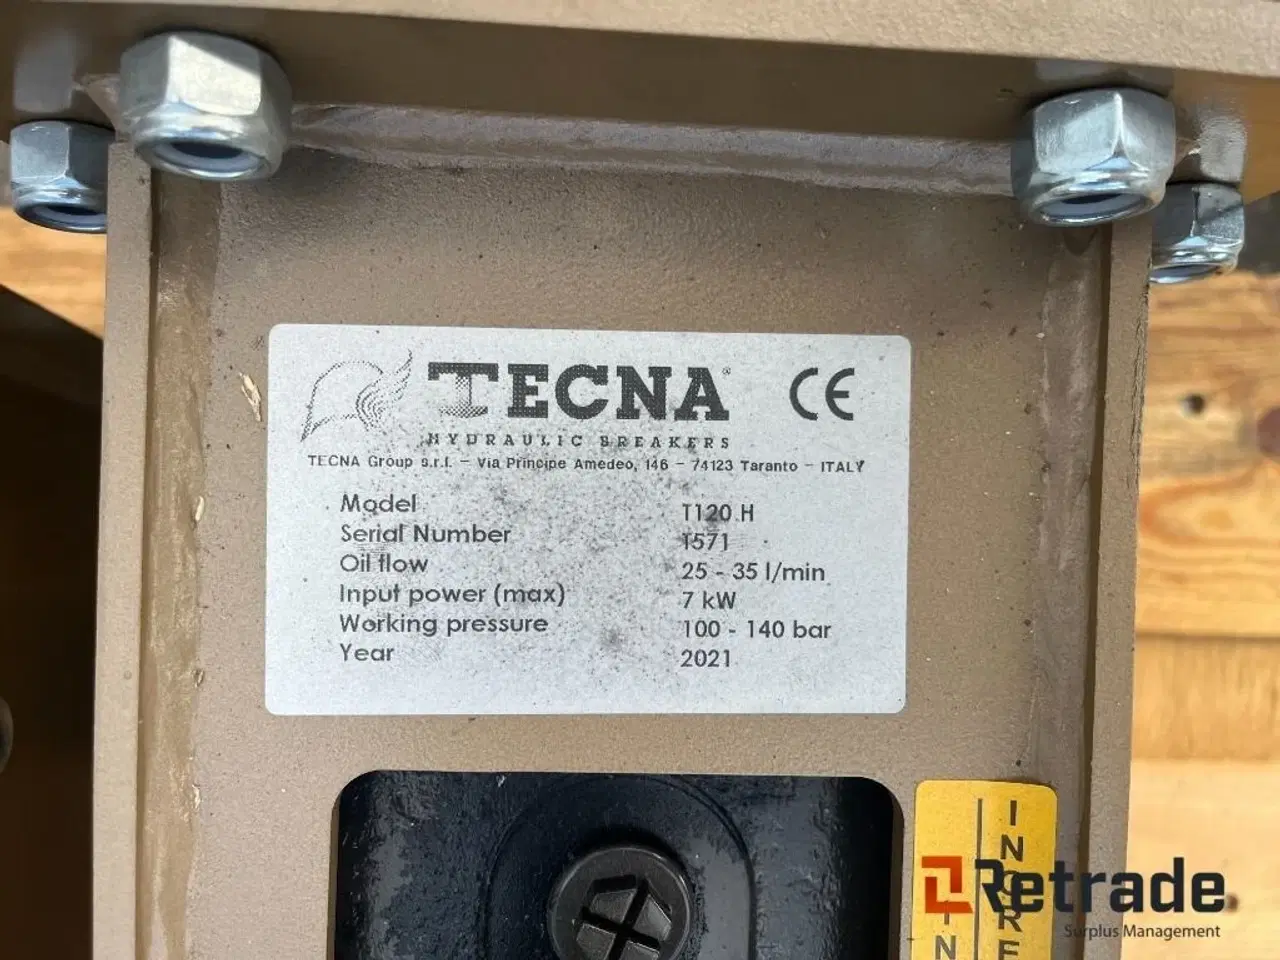 TECNA CE
HYDRAULIC BREAKERS
TECNA Group s.r.l. – Via Principe Amedeo, 146 – 74123 Taranto – ITALY
Model T120 H
Serial Number T571
Oil flow 25 - 35 l/min
Input power (max) 7 kW
Working pressure 100 - 140 bar
Year 2021
Retrade
Surplus Management